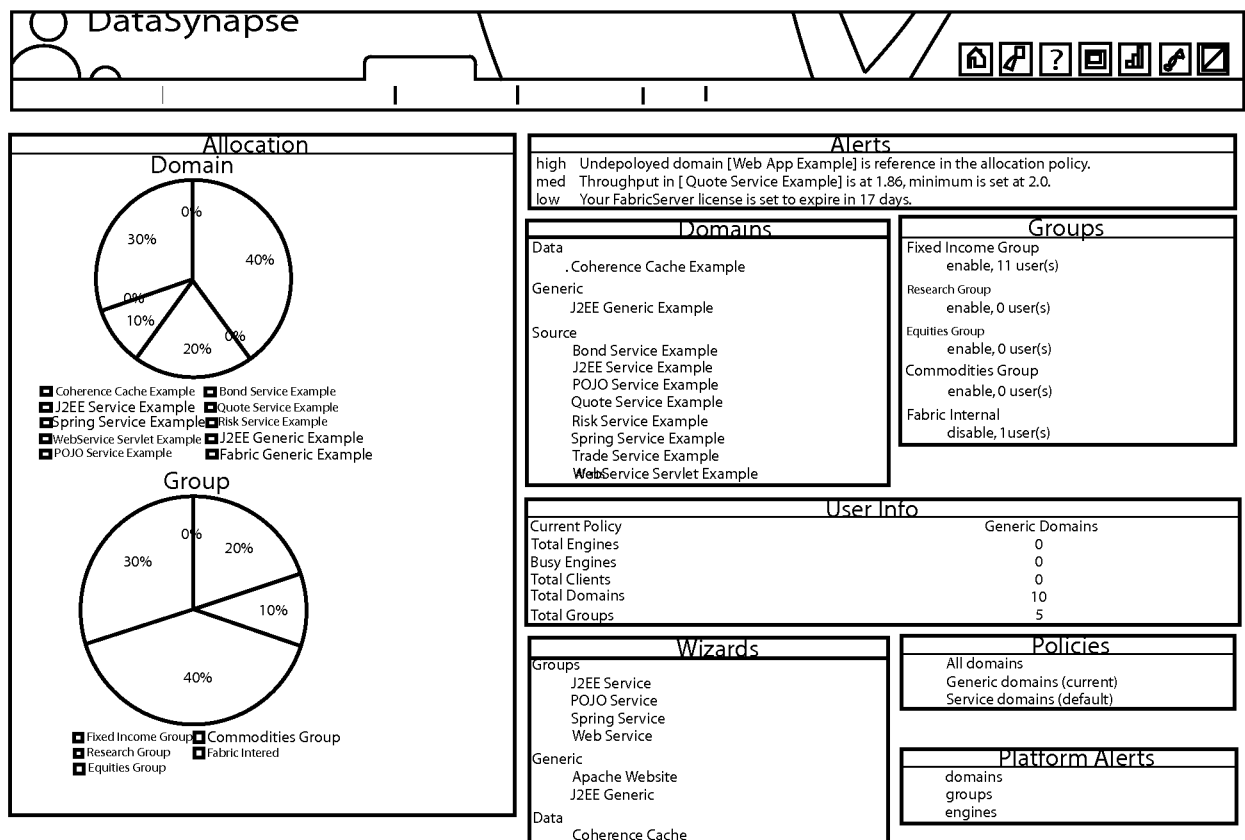 DataSynapse
?
Allocation
Domain
0%
30%
40%
0%
10%
0%
20%
Coherence Cache Example Bond Service Example
J2EE Service Example Quote Service Example
Spring Service Example Risk Service Example
WebService Servlet Example J2EE Generic Example
POJO Service Example Fabric Generic Example
Group
0%
20%
30%
10%
40%
Fixed Income Group Commodities Group
Research Group Fabric Intered
Equities Group
Alerts
high Undepoloyed domain [Web App Example] is reference in the allocation policy.
med Throughput in [Quote Service Example] is at 1.86, minimum is set at 2.0.
low Your FabricServer license is set to expire in 17 days.
Domains
Data
. Coherence Cache Example
Generic
J2EE Generic Example
Source
Bond Service Example
J2EE Service Example
POJO Service Example
Quote Service Example
Risk Service Example
Spring Service Example
Trade Service Example
WebService Servlet Example
Groups
Fixed Income Group
enable, 11 user(s)
Research Group
enable, 0 user(s)
Equities Group
enable, 0 user(s)
Commodities Group
enable, 0 user(s)
Fabric Internal
disable, 1user(s)
User Info
Current Policy Generic Domains
Total Engines 0
Busy Engines 0
Total Clients 0
Total Domains 10
Total Groups 5
Wizards
Groups
J2EE Service
POJO Service
Spring Service
Web Service
Generic
Apache Website
J2EE Generic
Data
Coherence Cache
Policies
All domains
Generic domains (current)
Service domains (default)
Platform Alerts
domains
groups
engines